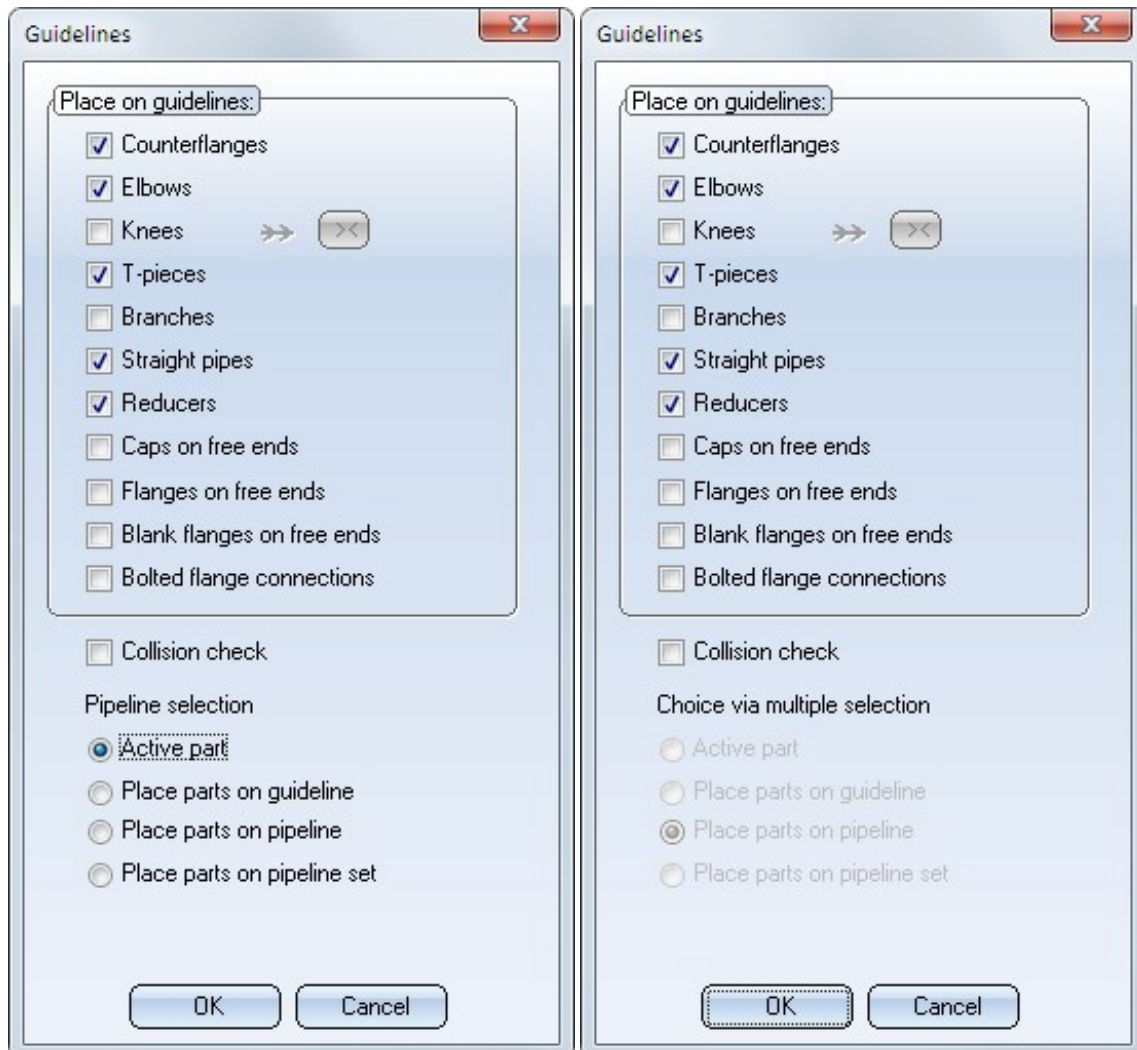 Guidelines
Place on guidelines:
Counterflanges
Elbows
Knees
T-pieces
Branches
Straight pipes
Reducers
Caps on free ends
Flanges on free ends
Blank flanges on free ends
Bolted flange connections
Collision check
Pipeline selection
Active part
Place parts on guideline
Place parts on pipeline
Place parts on pipeline set
OK Cancel
Guidelines
Place on guidelines:
Counterflanges
Elbows
Knees
T-pieces
Branches
Straight pipes
Reducers
Caps on free ends
Flanges on free ends
Blank flanges on free ends
Bolted flange connections
Collision check
Choice via multiple selection
Active part
Place parts on guideline
Place parts on pipeline
Place parts on pipeline set
OK Cancel